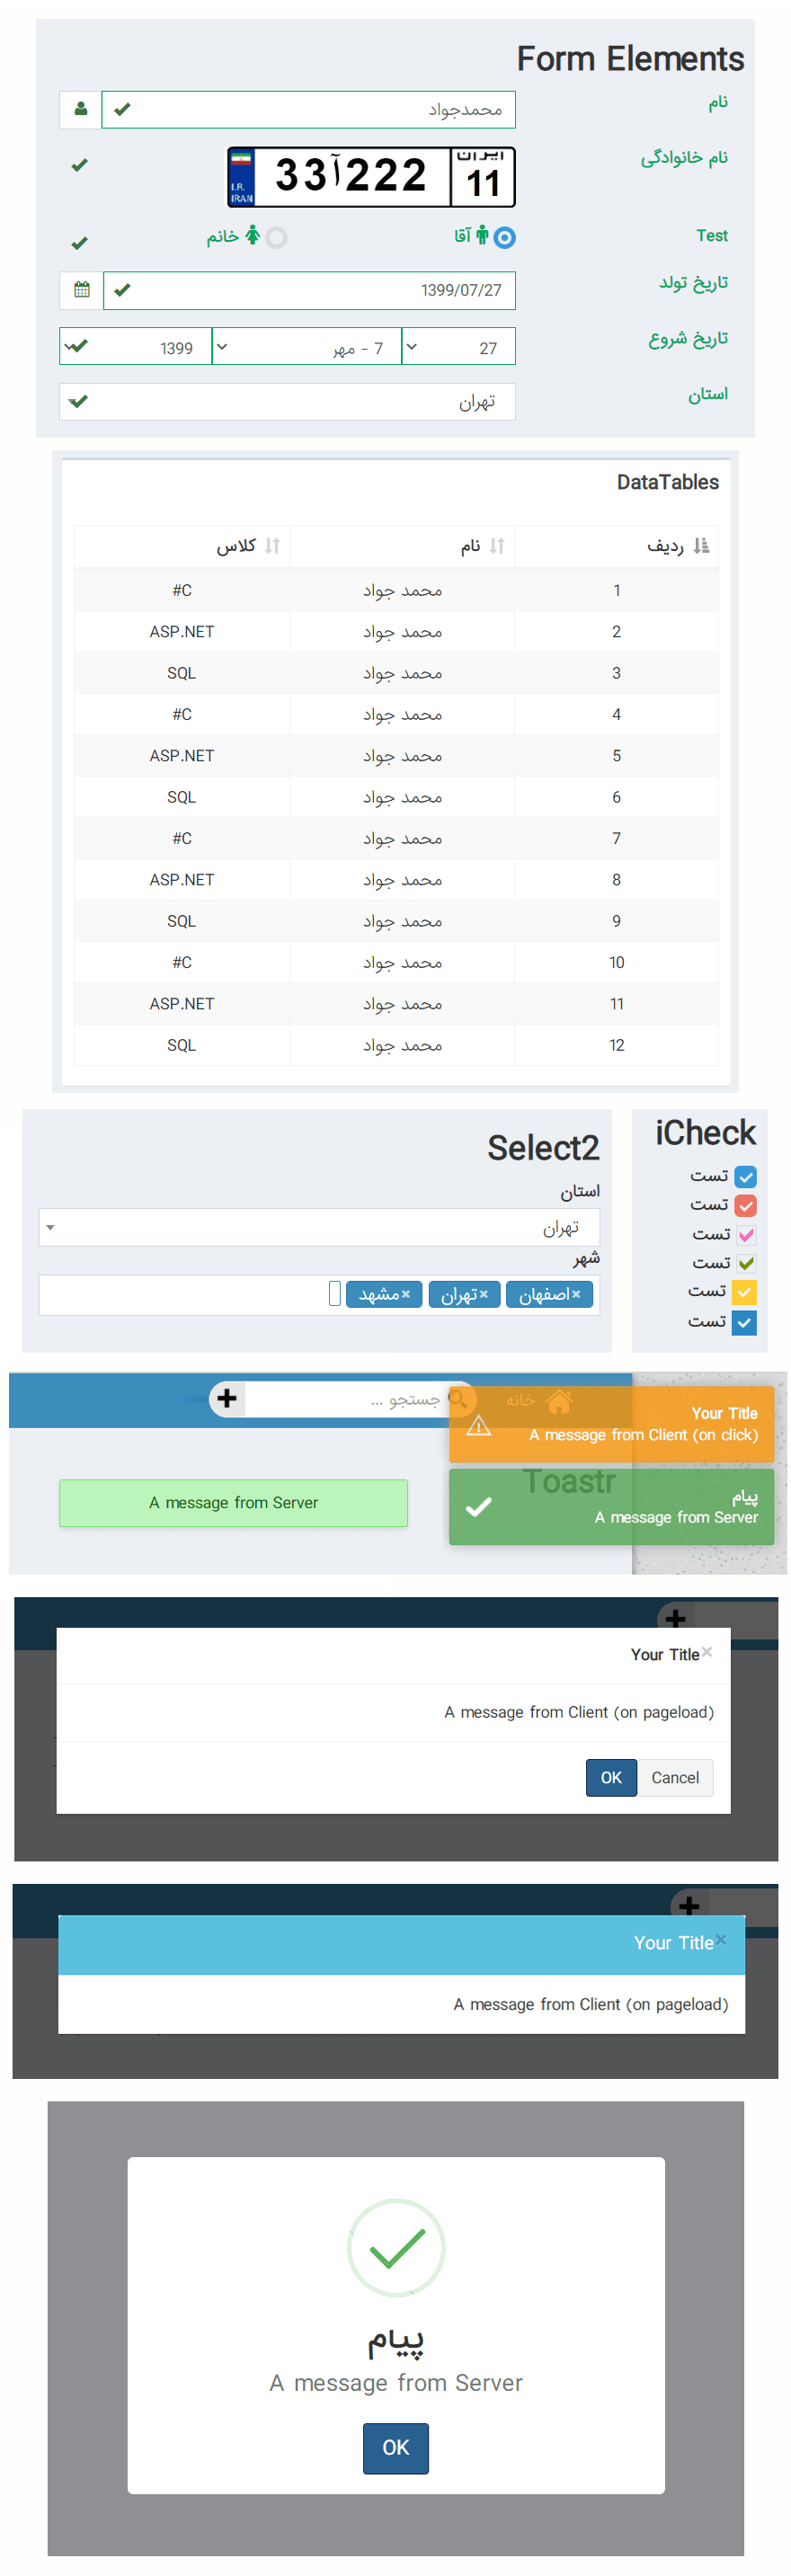 Form Elements
نام
محمدجواد
نام خانوادگی
I.R.
IRAN
33آ222
ایران
11
Test
آقا
خانم
تاریخ تولد
1399/07/27
تاریخ شروع
27
7 - مهر
1399
استان
تهران
DataTables
ردیف نام کلاس
1 محمد جواد #C
2 محمد جواد ASP.NET
3 محمد جواد SQL
4 محمد جواد #C
5 محمد جواد ASP.NET
6 محمد جواد SQL
7 محمد جواد #C
8 محمد جواد ASP.NET
9 محمد جواد SQL
10 محمد جواد #C
11 محمد جواد ASP.NET
12 محمد جواد SQL
iCheck
تست
تست
تست
تست
تست
تست
Select2
استان
تهران
شهر
×اصفهان ×تهران ×مشهد
خانه
جستجو ...
Your Title
A message from Client (on click)
Toastr
پیام
A message from Server
A message from Server
Your Title×
A message from Client (on pageload)
OK Cancel
Your Title×
A message from Client (on pageload)
پیام
A message from Server
OK